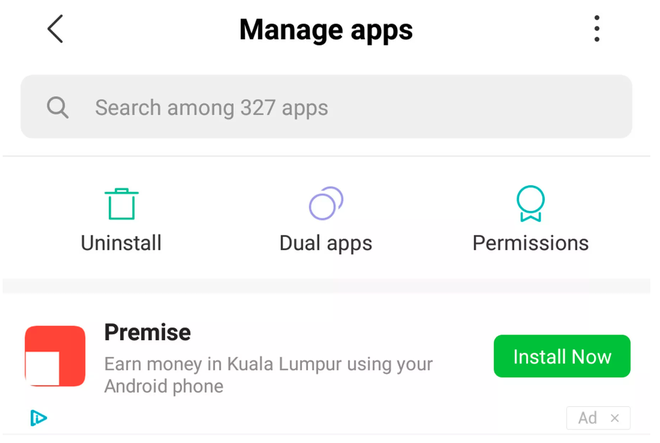 Manage apps
Search among 327 apps
Uninstall
Dual apps
Permissions
Premise
Earn money in Kuala Lumpur using your
Android phone
Install Now
Ad